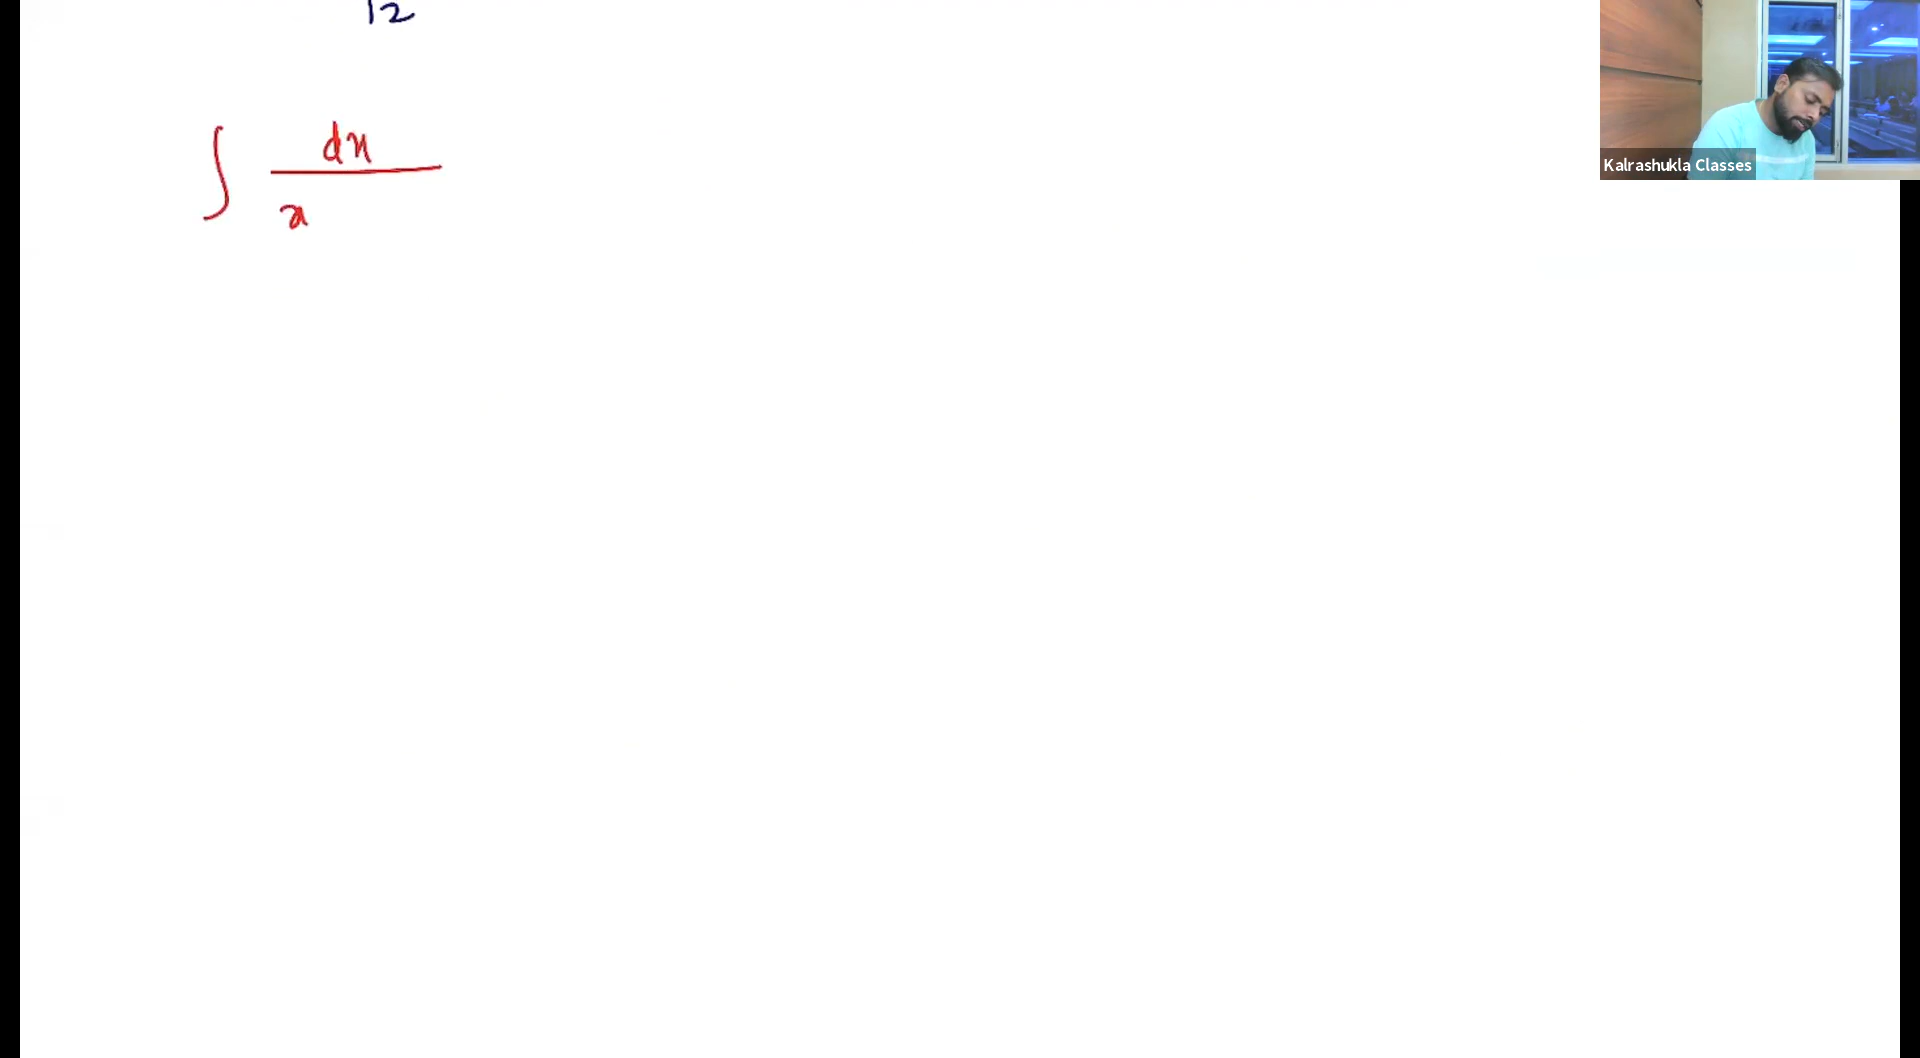 12
Kalrashukla Classes
∫ dx
x